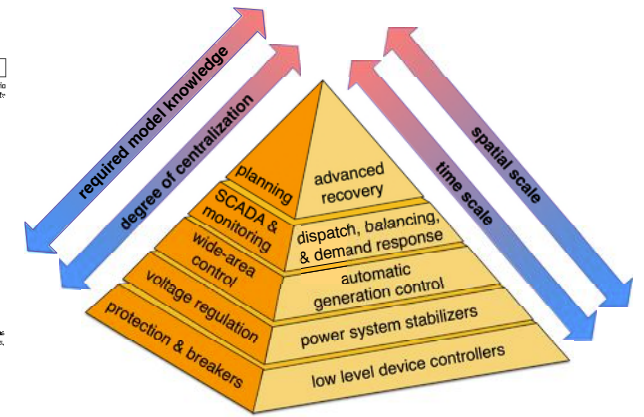 required model knowledge
degree of centralization
spatial scale
time scale
planning
advanced
recovery
SCADA &
monitoring
dispatch, balancing,
& demand response
wide-area
control
automatic
generation control
voltage regulation
power system stabilizers
protection & breakers
low level device controllers